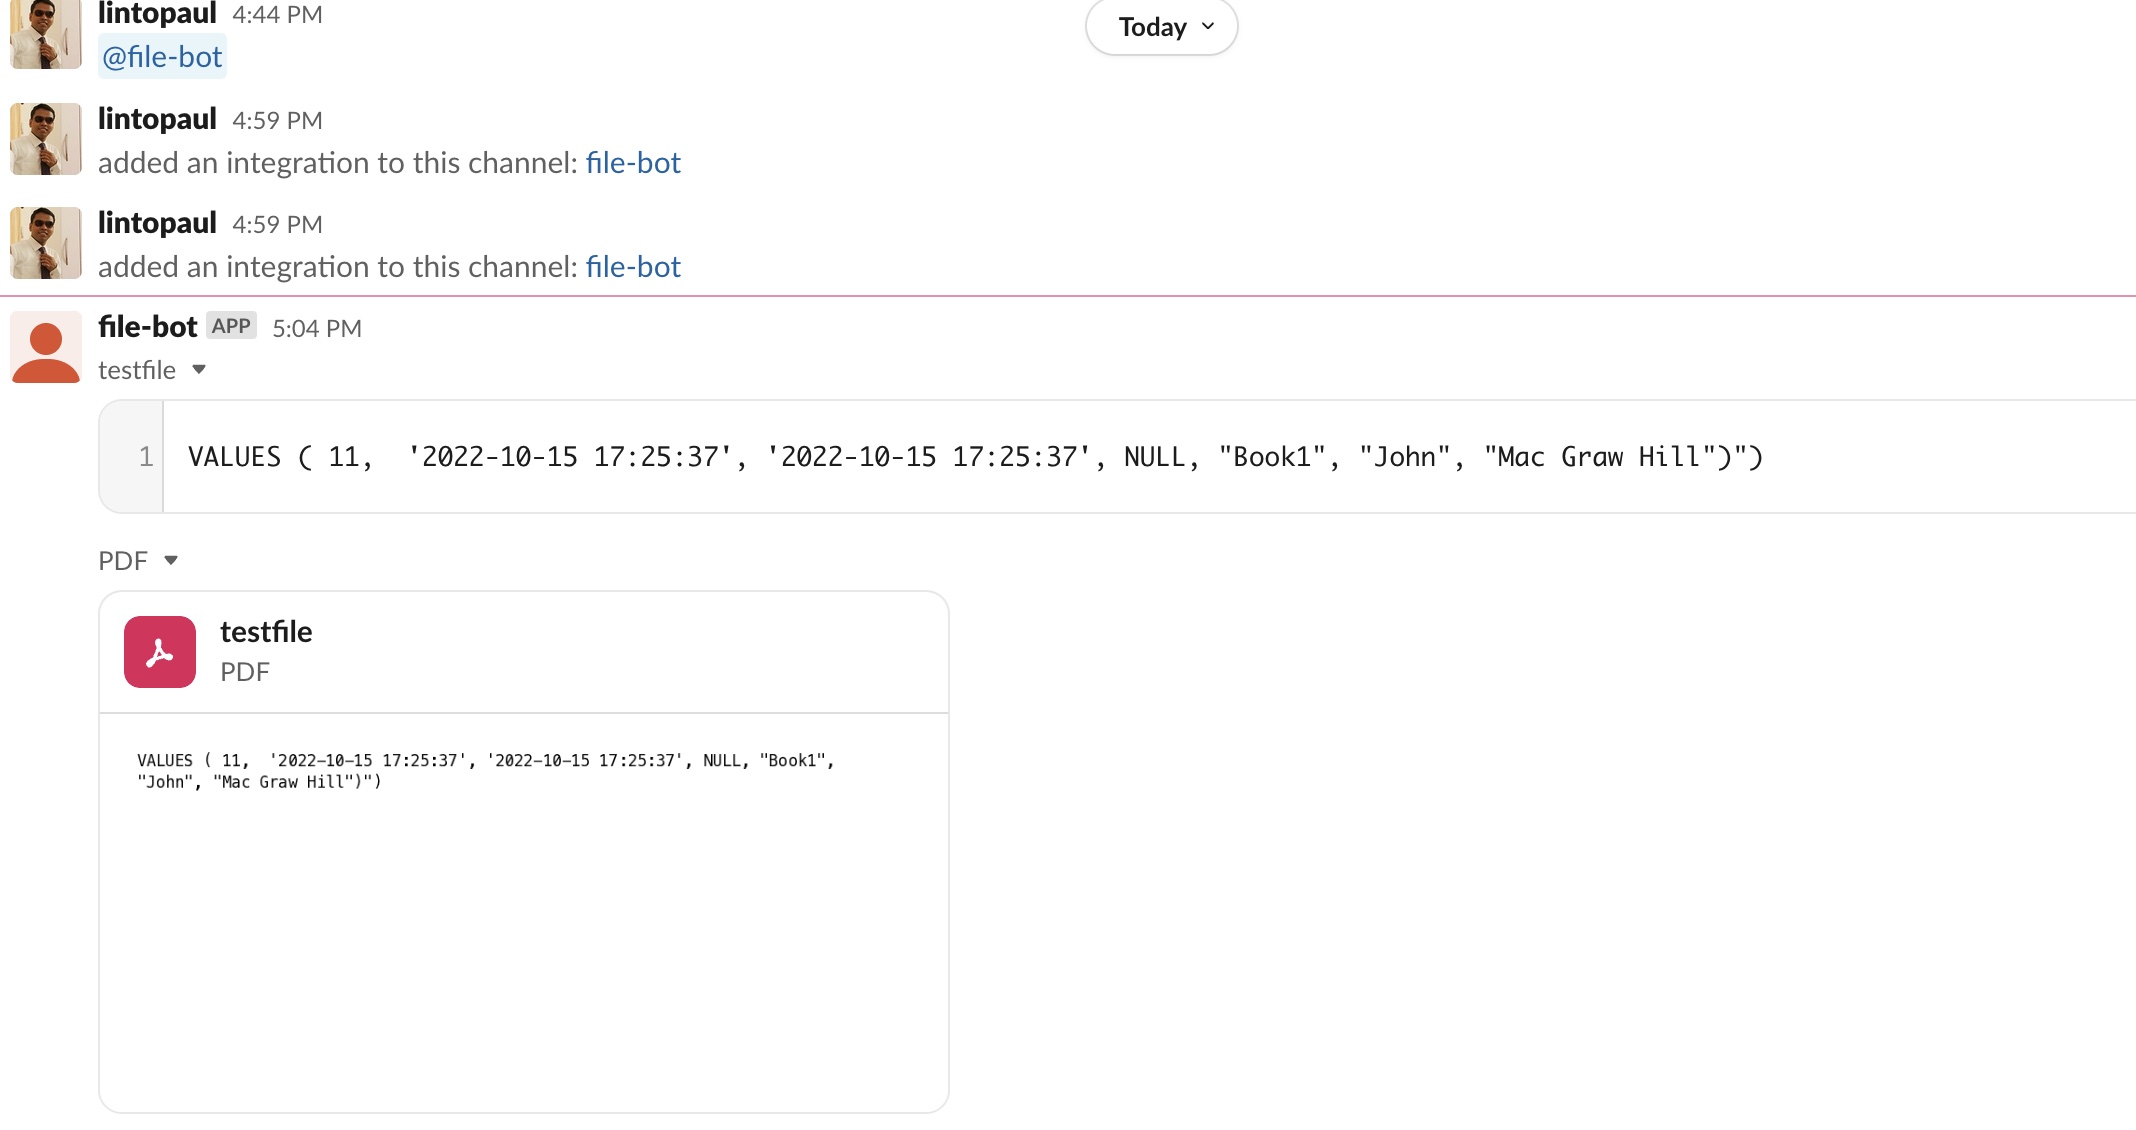 lintopaul 4:44 PM
Today
@file-bot
lintopaul 4:59 PM
added an integration to this channel: file-bot
lintopaul 4:59 PM
added an integration to this channel: file-bot
file-bot APP 5:04 PM
testfile
1 VALUES ( 11,  '2022-10-15 17:25:37', '2022-10-15 17:25:37', NULL, "Book1", "John", "Mac Graw Hill")")
PDF
testfile
PDF
VALUES ( 11,  '2022-10-15 17:25:37', '2022-10-15 17:25:37', NULL, "Book1",
"John", "Mac Graw Hill")")